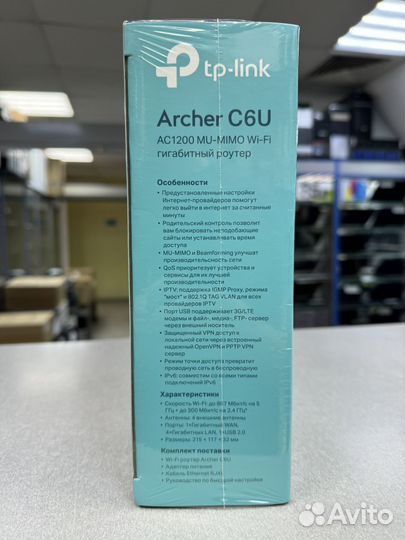 tp-link
Archer C6U
AC1200 MU-MIMO Wi-Fi
гигабитный роутер
Особенности
• Предустановленные настройки
Интернет-провайдеров помогут
легко выйти в интернет за считанные
минуты
• Родительский контроль позволит
вам блокировать неподобающие
сайты или устанавливать время
доступа
• MU-MIMO и Beamforming улучшат
производительность сети
• QoS приоритезирует устройства и
сервисы для их лучшей
производительности
• IPTV: поддержка IGMP Proxy, режима
"мост" и 802.1Q TAG VLAN для всех
провайдеров IPTV
• Порт USB поддерживает 3G/LTE
модемы и файл-, медиа-, FTP- сервер
через внешний носитель
• Защищенный VPN доступ к
локальной сети через встроенный
надежный OpenVPN и PPTP VPN
сервер
• Режим точки доступа превратит
проводную сеть в беспроводную
• IPv6: совместим со всеми типами
подключений IPv6
Характеристики
• Скорость Wi-Fi: до 867 Мбит/с на 5
ГГц + до 300 Мбит/с на 2,4 ГГц*
• Антенны: 4 внешние антенны
• Порты: 1×Гигабитный WAN,
4×Гигабитных LAN, 1×USB 2.0
• Размеры: 215 × 117 × 32 мм
Комплект поставки
• Wi-Fi роутер Archer C6U
• Адаптер питания
• Кабель Ethernet RJ45
• Руководство по быстрой настройке
Avito